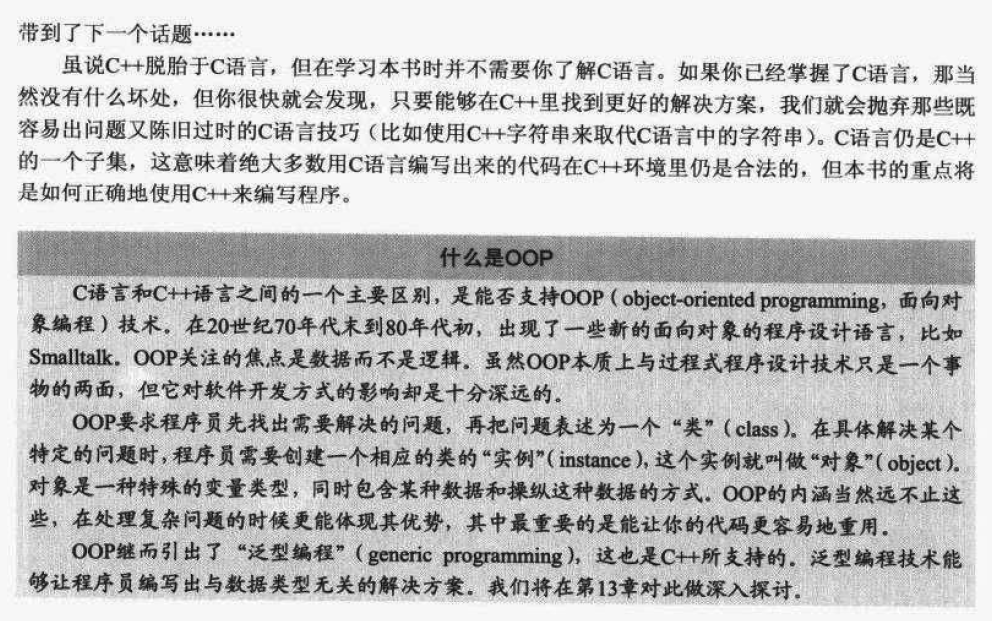 带到了下一个话题……
虽说C++脱胎于C语言，但在学习本书时并不需要你了解C语言。如果你已经掌握了C语言，那当
然没有什么坏处，但你很快就会发现，只要能够在C++里找到更好的解决方案，我们就会抛弃那些既
容易出问题又陈旧过时的C语言技巧（比如使用C++字符串来取代C语言中的字符串）。C语言仍是C++
的一个子集，这意味着绝大多数用C语言编写出来的代码在C++环境里仍是合法的，但本书的重点将
是如何正确地使用C++来编写程序。
什么是OOP
C语言和C++语言之间的一个主要区别，是能否支持OOP（object-oriented programming，面向对
象编程）技术。在20世纪70年代末到80年代初，出现了一些新的面向对象的程序设计语言，比如
Smalltalk。OOP关注的焦点是数据而不是逻辑。虽然OOP本质上与过程式程序设计技术只是一个事
物的两面，但它对软件开发方式的影响却是十分深远的。
OOP要求程序员先找出需要解决的问题，再把问题表述为一个“类”（class）。在具体解决某个
特定的问题时，程序员需要创建一个相应的类的“实例”（instance），这个实例就叫做“对象”（object）。
对象是一种特殊的变量类型，同时包含某种数据和操纵这种数据的方式。OOP的内涵当然远不止这
些，在处理复杂问题的时候更能体现其优势，其中最重要的是能让你的代码更容易地重用。
OOP继而引出了“泛型编程”（generic programming），这也是C++所支持的。泛型编程技术能
够让程序员编写出与数据类型无关的解决方案。我们将在第13章对此做深入探讨。